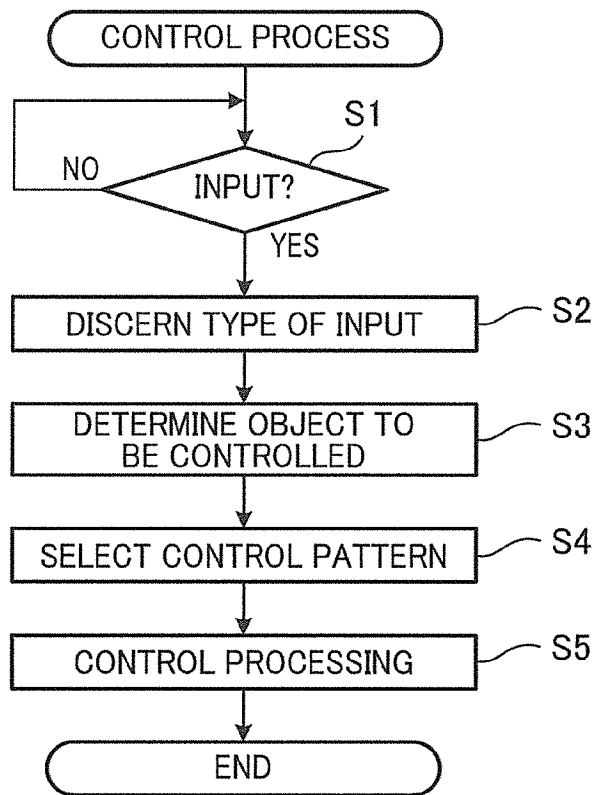 CONTROL PROCESS
S1
NO
INPUT?
YES
DISCERN TYPE OF INPUT
S2
DETERMINE OBJECT TO
BE CONTROLLED
S3
SELECT CONTROL PATTERN
S4
CONTROL PROCESSING
S5
END